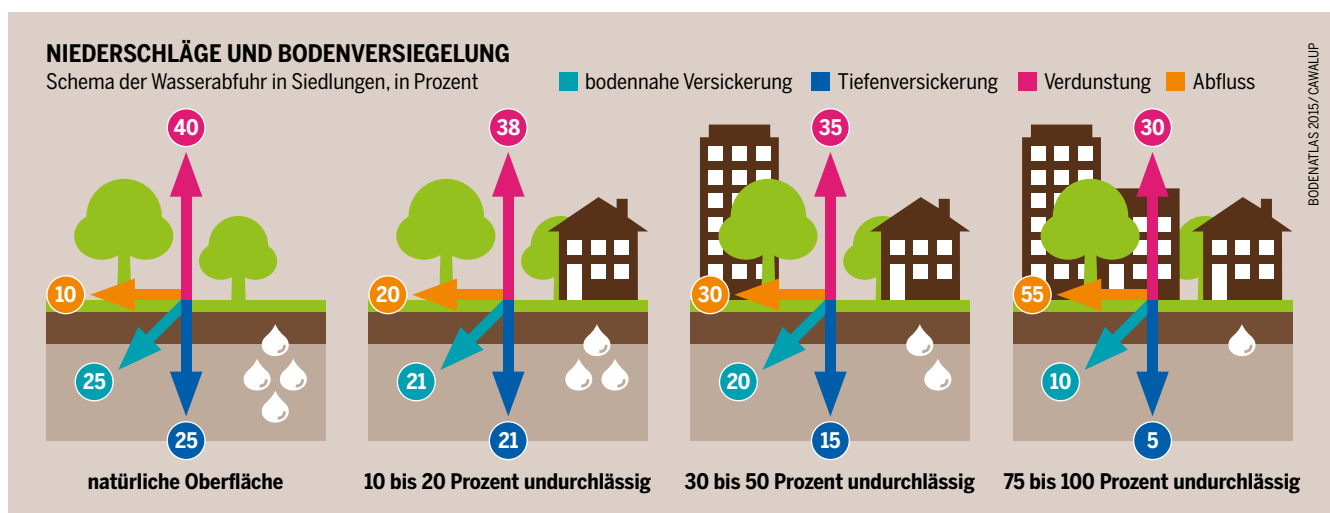 NIEDERSCHLÄGE UND BODENVERSIEGELUNG
Schema der Wasserabfuhr in Siedlungen, in Prozent
bodennahe Versickerung
Tiefenversickerung
Verdunstung
Abfluss
BODENATLAS 2015/ CAWALUP
40
10
25
25
natürliche Oberfläche
38
20
21
21
10 bis 20 Prozent undurchlässig
35
30
20
15
30 bis 50 Prozent undurchlässig
30
55
10
5
75 bis 100 Prozent undurchlässig